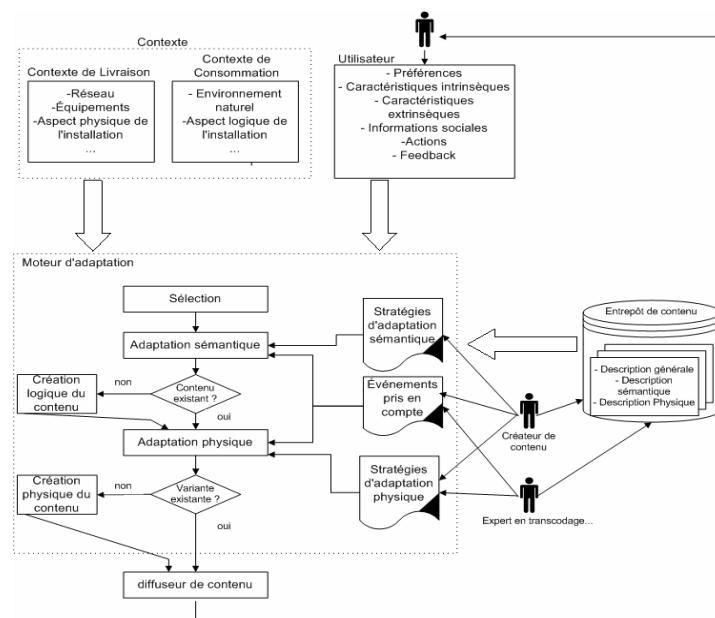 Contexte
Contexte de Livraison
-Réseau
-Équipements
-Aspect physique de
l'installation
...
Contexte de
Consommation
- Environnement
naturel
-Aspect logique de
l'installation
...
Utilisateur
- Préférences
- Caractéristiques intrinsèques
- Caractéristiques
extrinsèques
- Informations sociales
-Actions
- Feedback
Moteur d'adaptation
Sélection
Adaptation sémantique
Contenu
existant ?
non
oui
Création
logique du
contenu
Adaptation physique
Variante
existante ?
non
oui
Création
physique du
contenu
diffuseur de contenu
Stratégies
d'adaptation
sémantique
Événements
pris en
compte
Stratégies
d'adaptation
physique
Créateur de
contenu
Expert en transcodage...
Entrepôt de contenu
- Description générale
- Description
sémantique
- Description Physique